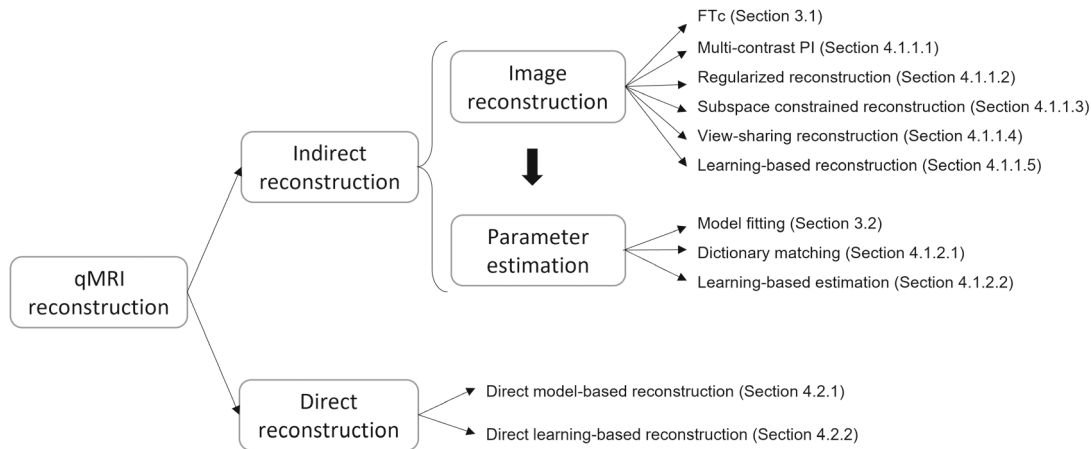 FTc (Section 3.1)
Multi-contrast PI (Section 4.1.1.1)
Image
reconstruction
Regularized reconstruction (Section 4.1.1.2)
Subspace constrained reconstruction (Section 4.1.1.3)
View-sharing reconstruction (Section 4.1.1.4)
Learning-based reconstruction (Section 4.1.1.5)
Indirect
reconstruction
Parameter
estimation
Model fitting (Section 3.2)
Dictionary matching (Section 4.1.2.1)
Learning-based estimation (Section 4.1.2.2)
qMRI
reconstruction
Direct
reconstruction
Direct model-based reconstruction (Section 4.2.1)
Direct learning-based reconstruction (Section 4.2.2)